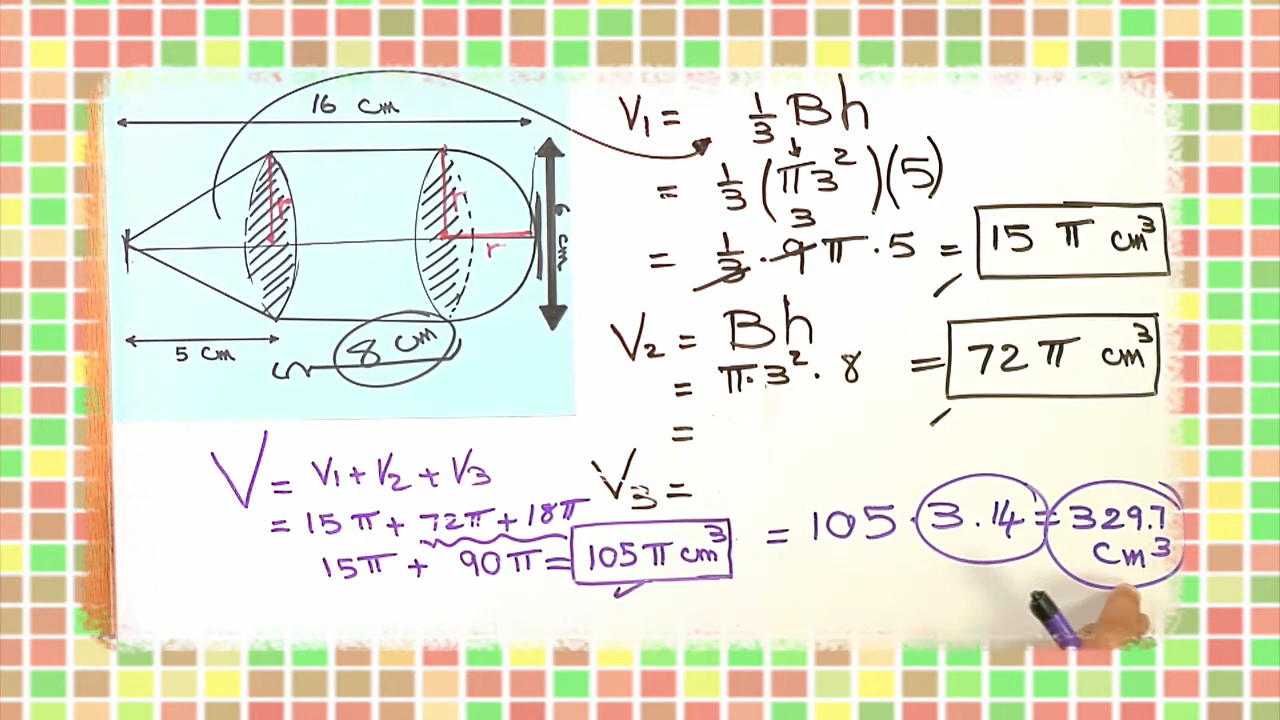 16 cm
r
r
r
6 cm
5 cm
8 cm
V1 = 1/3 Bh
= 1/3 (π3²)(5)
3
= 1/3 · 9π · 5 = 15 π cm³
V2 = Bh
= π·3² · 8 = 72 π cm³
=
V3 =
V = V1 + V2 + V3
= 15π + 72π + 18π
15π + 90π = 105π cm³ = 105 · 3.14 = 329.7 cm³